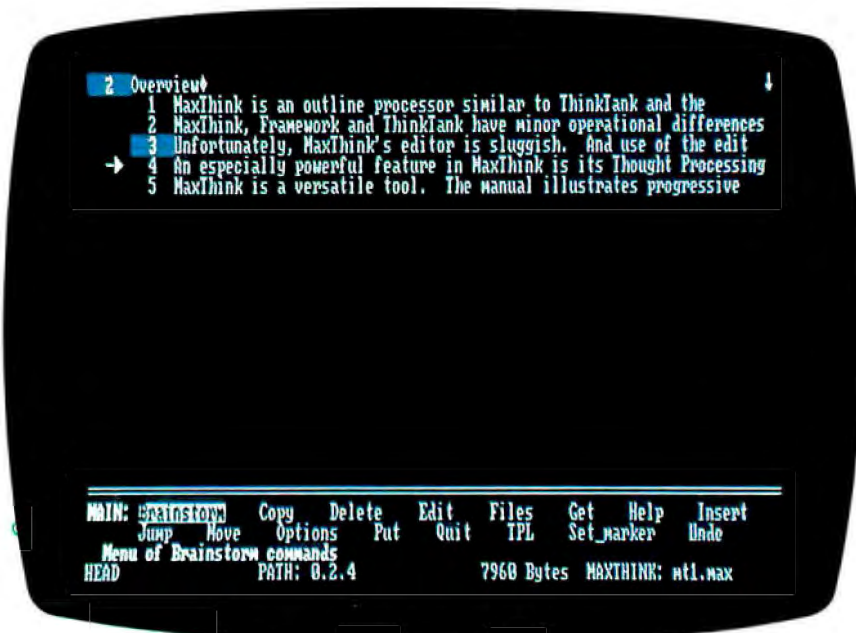 2 Overview♦ ↓
1 MaxThink is an outline processor similar to ThinkTank and the
2 MaxThink, Framework and ThinkTank have minor operational differences
3 Unfortunately, MaxThink's editor is sluggish. And use of the edit
→ 4 An especially powerful feature in MaxThink is its Thought Processing
5 MaxThink is a versatile tool. The manual illustrates progressive
MAIN: Brainstorm Copy Delete Edit Files Get Help Insert
Jump Move Options Put Quit TPL Set_marker Undo
Menu of Brainstorm commands
HEAD PATH: 0.2.4 7960 Bytes MAXTHINK: mt1.max